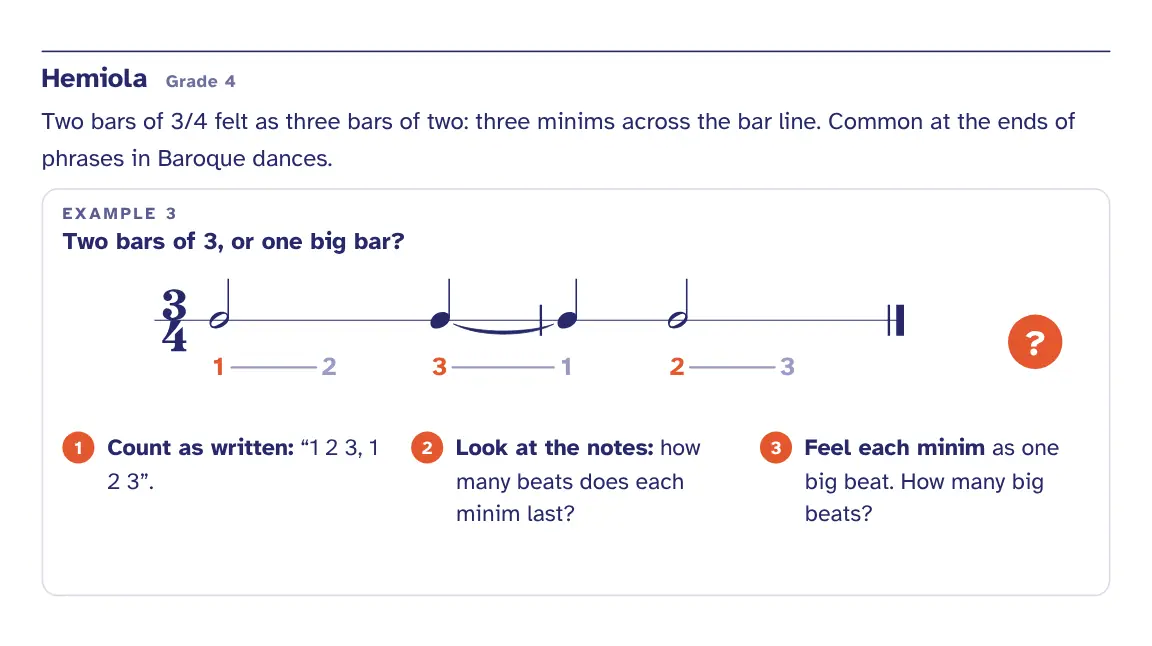 Hemiola Grade 4
Two bars of 3/4 felt as three bars of two: three minims across the bar line. Common at the ends of
phrases in Baroque dances.
EXAMPLE 3
Two bars of 3, or one big bar?
3
4
1 2 3 1 2 3
?
1 Count as written: “1 2 3, 1
2 3”.
2 Look at the notes: how
many beats does each
minim last?
3 Feel each minim as one
big beat. How many big
beats?